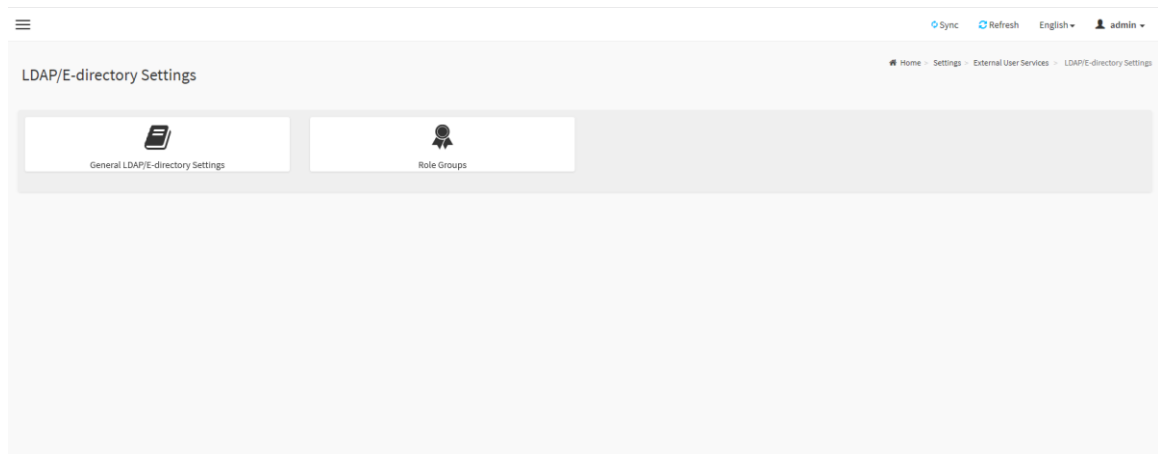 Sync Refresh English admin
Home > Settings > External User Services > LDAP/E-directory Settings
LDAP/E-directory Settings
General LDAP/E-directory Settings
Role Groups